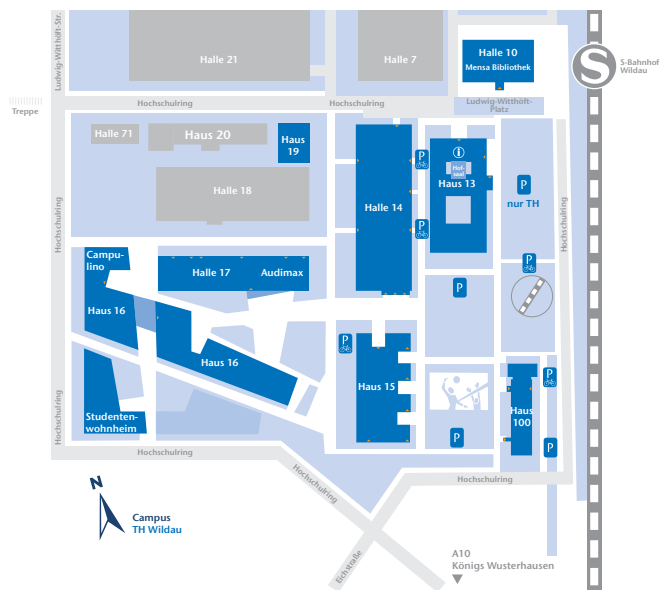 Ludwig-Witthöft-Str.
Halle 21
Halle 7
Halle 10
Mensa Bibliothek
S
S-Bahnhof
Wildau
Treppe
Hochschulring
Hochschulring
Ludwig-Witthöft-
Platz
Halle 71
Haus 20
Haus
19
P
i
Hof-
saal
Haus 13
P
nur TH
Halle 18
Halle 14
P
Hochschulring
Hochschulring
Campu-
lino
Halle 17
Audimax
P
P
Haus 16
Haus 16
P
Haus 15
P
Haus
100
Hochschulring
Studenten-
wohnheim
P
P
Hochschulring
Hochschulring
Hochschulring
N
Campus
TH Wildau
Eichstraße
A10
Königs Wusterhausen